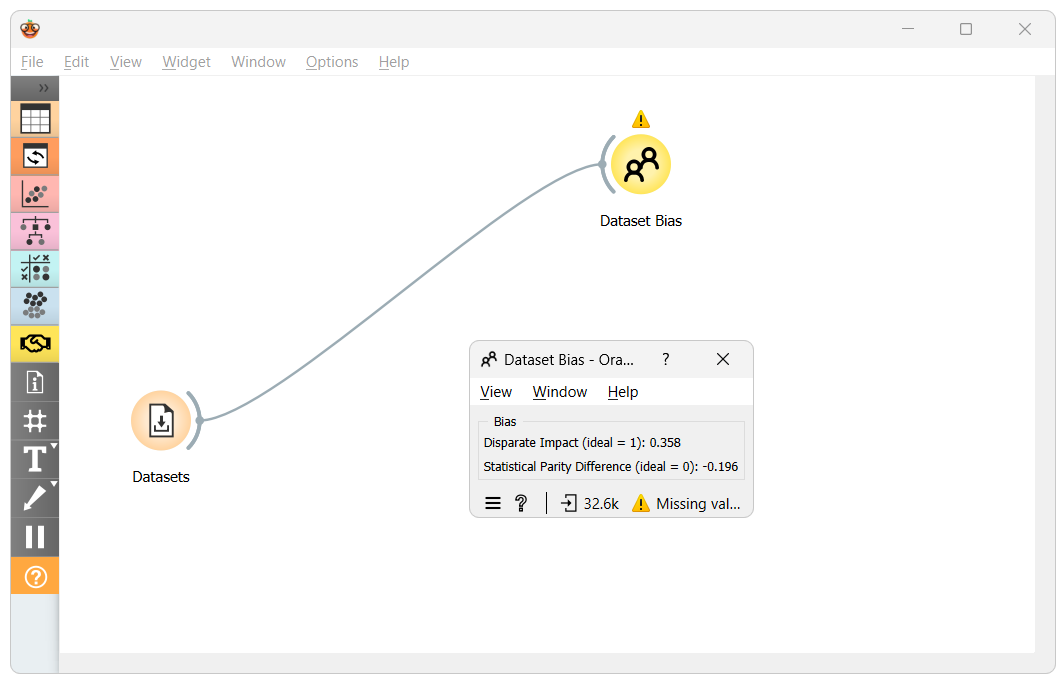 File Edit View Widget Window Options Help
Dataset Bias
Datasets
Dataset Bias - Ora... ?
View Window Help
Bias
Disparate Impact (ideal = 1): 0.358
Statistical Parity Difference (ideal = 0): -0.196
? 32.6k Missing val...